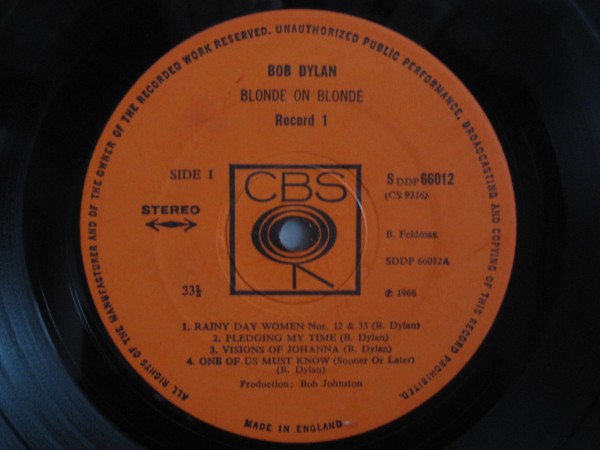 ALL RIGHTS OF THE MANUFACTURER AND OF THE OWNER OF THE RECORDED WORK RESERVED. UNAUTHORIZED PUBLIC PERFORMANCE, BROADCASTING AND COPYING OF THIS RECORD PROHIBITED.
BOB DYLAN
BLONDE ON BLONDE
Record 1
SIDE 1
CBS
S DDP 66012
(CS 9316)
STEREO
B. Feldman
SDDP 66012A
33⅓
℗ 1966
1. RAINY DAY WOMEN Nos. 12 & 35 (B. Dylan)
2. PLEDGING MY TIME (B. Dylan)
3. VISIONS OF JOHANNA (B. Dylan)
4. ONE OF US MUST KNOW (Sooner Or Later)
(B. Dylan)
Production: Bob Johnston
MADE IN ENGLAND